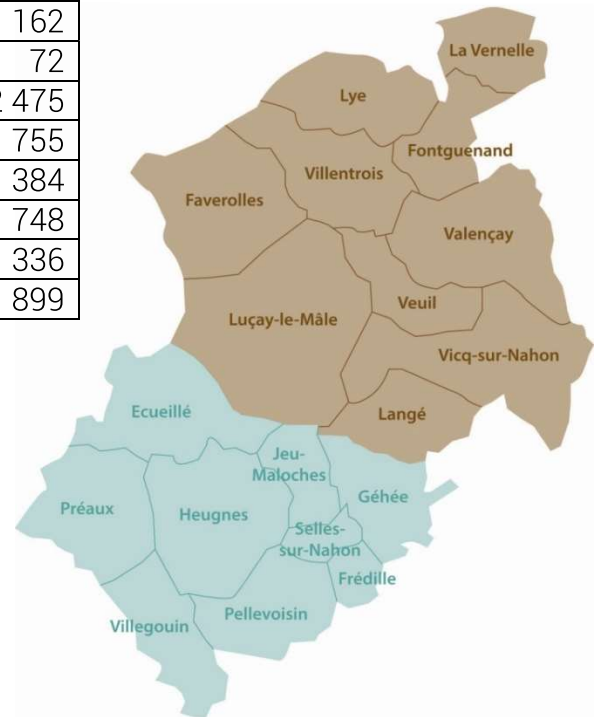 162
72
2 475
755
384
748
336
899
La Vernelle
Lye
Fontguenand
Villentrois
Faverolles
Valençay
Veuil
Luçay-le-Mâle
Vicq-sur-Nahon
Langé
Ecueillé
Jeu-
Maloches
Géhée
Préaux
Heugnes
Selles-
sur-Nahon
Frédille
Pellevoisin
Villegouin